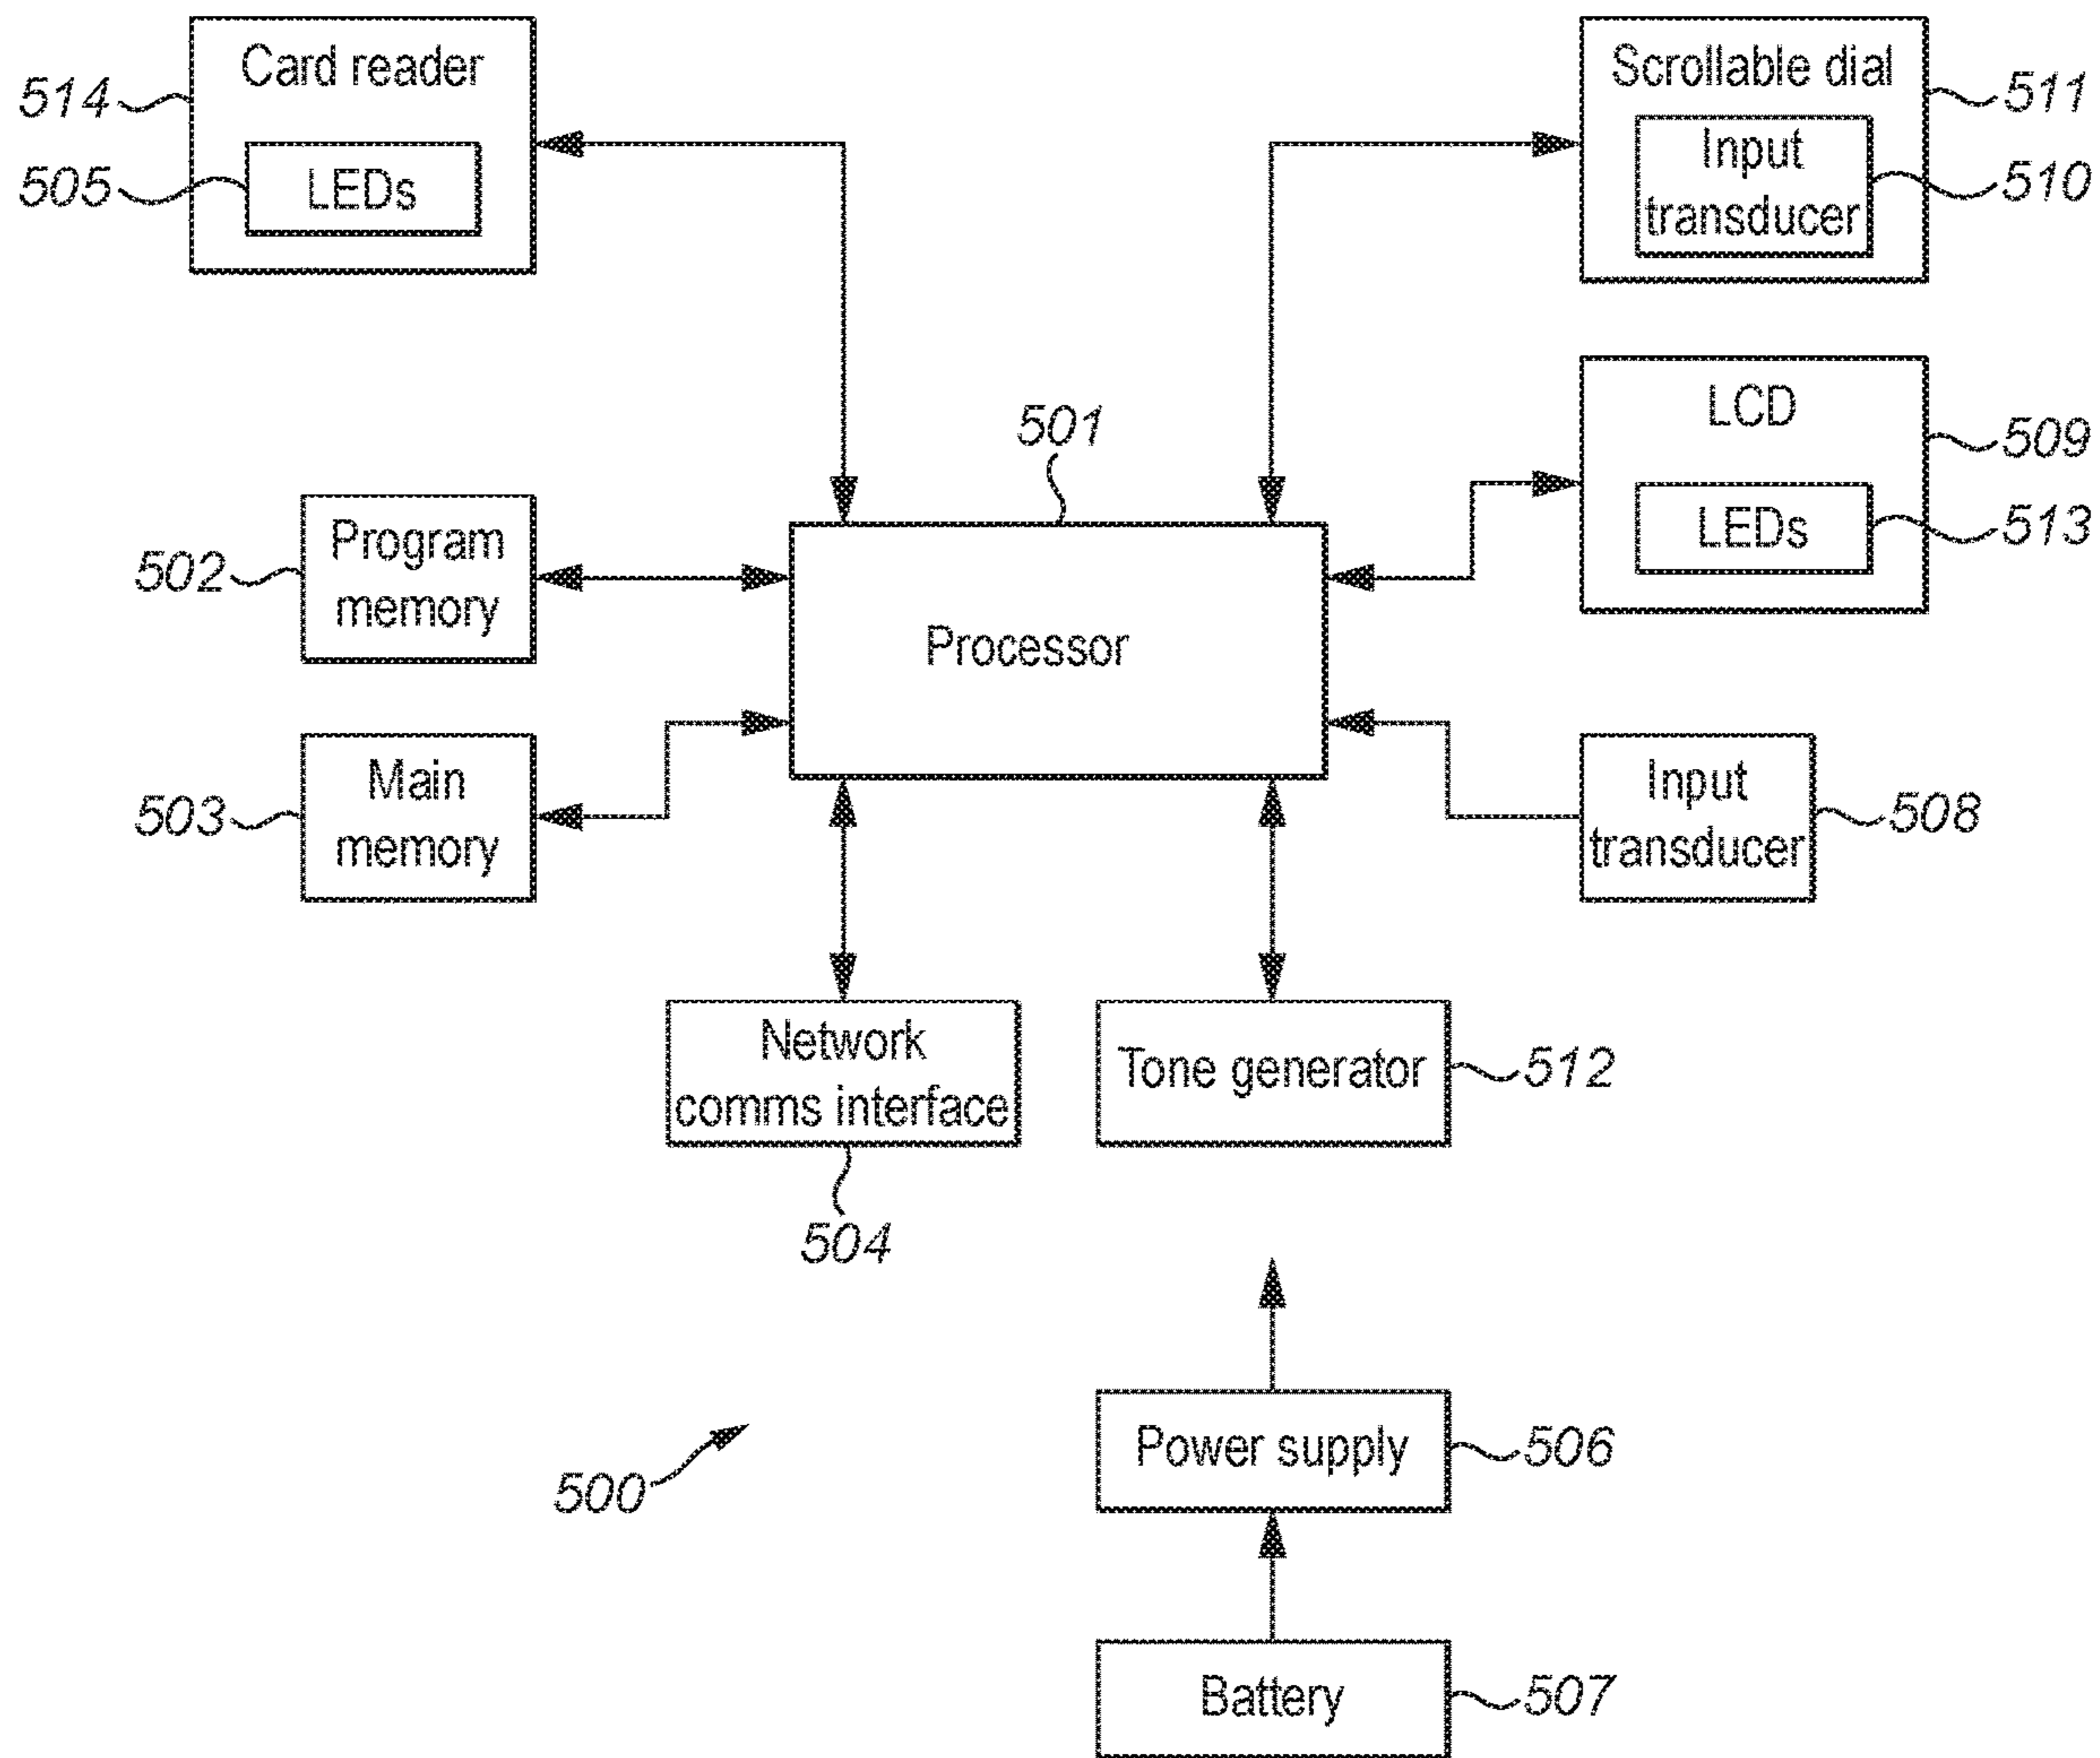 Card reader
514
505
LEDs
Scrollable dial
511
Input
transducer
510
LCD
509
LEDs
513
501
Program
memory
502
Processor
Main
memory
503
Input
transducer
508
Network
comms interface
504
Tone generator
512
500
Power supply
506
Battery
507